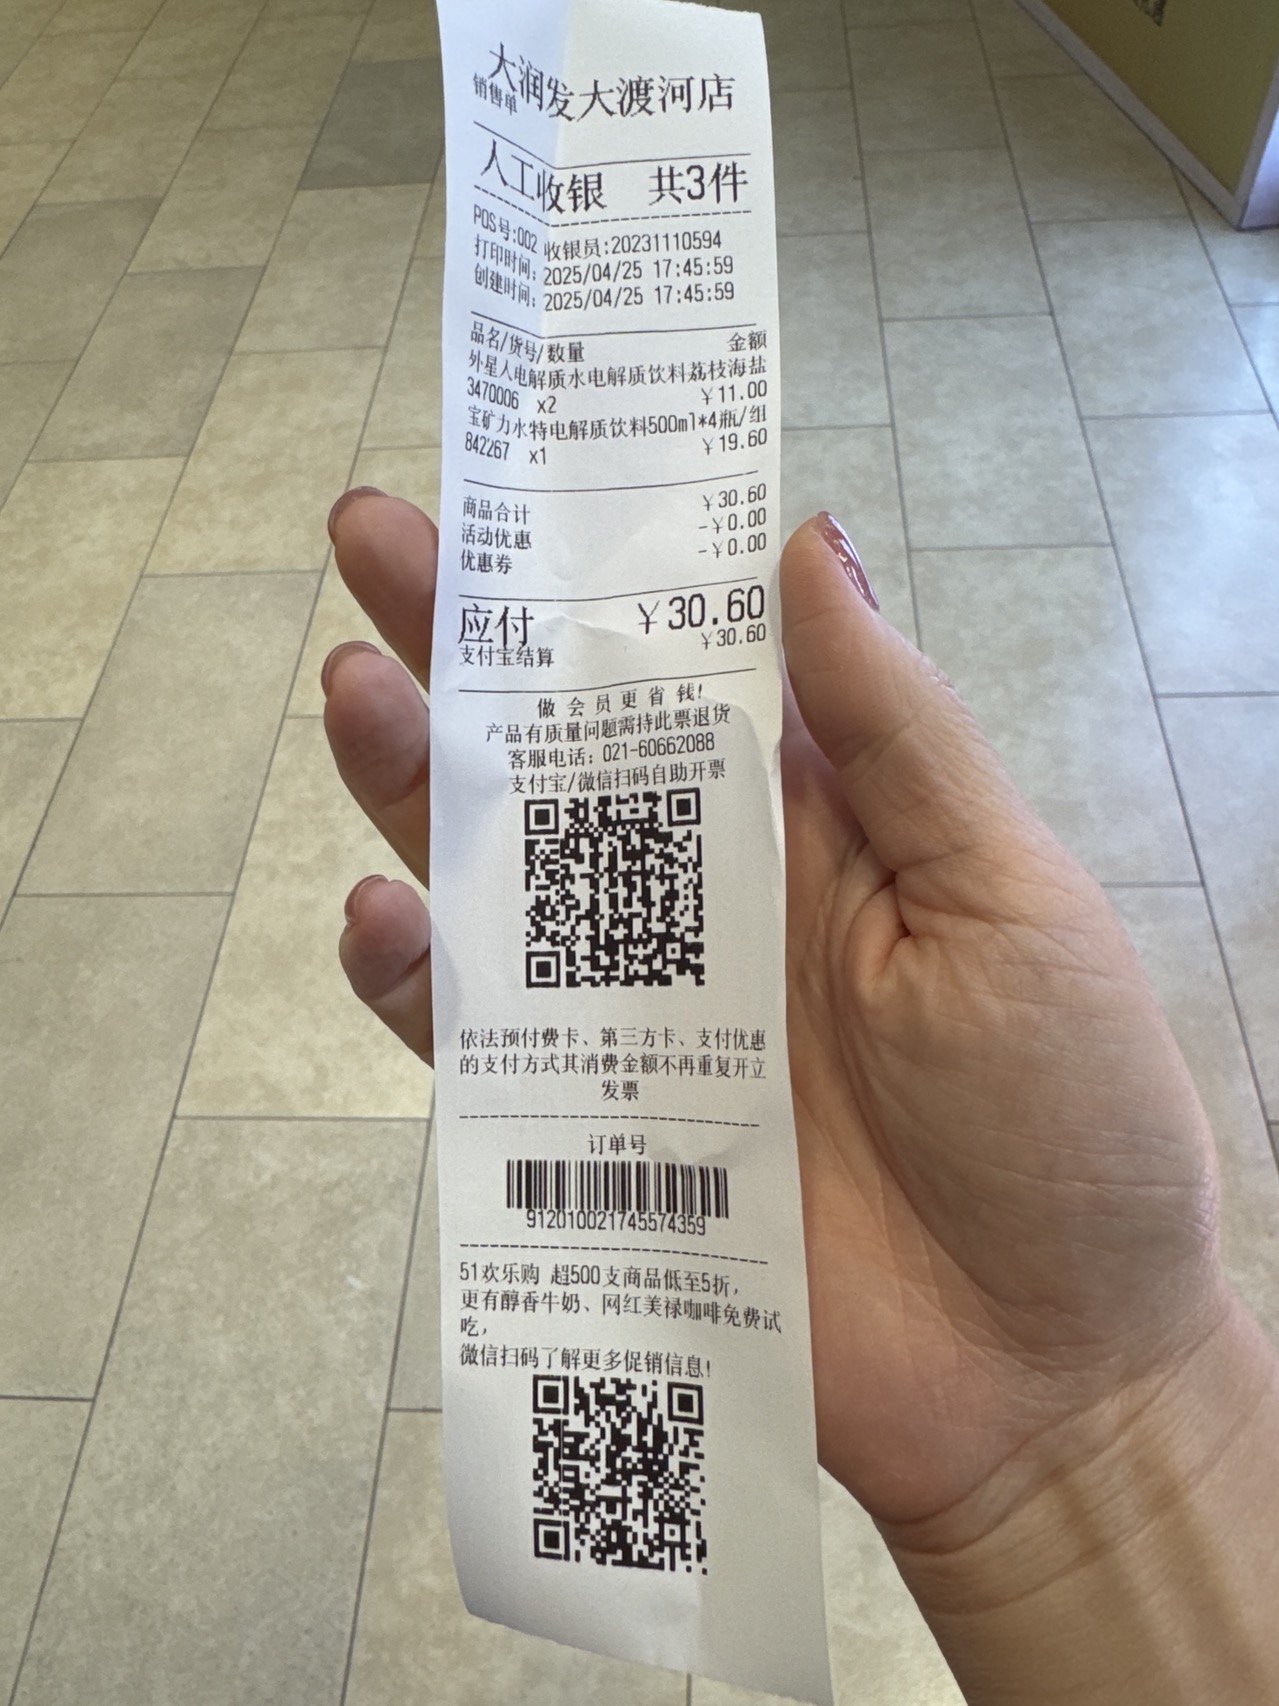 大润发大渡河店
销售单
人工收银 共3件
POS号:002 收银员:20231110594
打印时间: 2025/04/25 17:45:59
创建时间: 2025/04/25 17:45:59
品名/货号/数量 金额
外星人电解质水电解质饮料荔枝海盐
3470006 x2 ￥11.00
宝矿力水特电解质饮料500ml*4瓶/组
842267 x1 ￥19.60
商品合计 ￥30.60
活动优惠 -￥0.00
优惠券 -￥0.00
应付 ￥30.60
支付宝结算 ￥30.60
做会员更省钱!
产品有质量问题需持此票退货
客服电话: 021-60662088
支付宝/微信扫码自助开票
依法预付费卡、第三方卡、支付优惠
的支付方式其消费金额不再重复开立
发票
订单号
912010021745574359
51欢乐购 超500支商品低至5折,
更有醇香牛奶、网红美禄咖啡免费试
吃,
微信扫码了解更多促销信息!